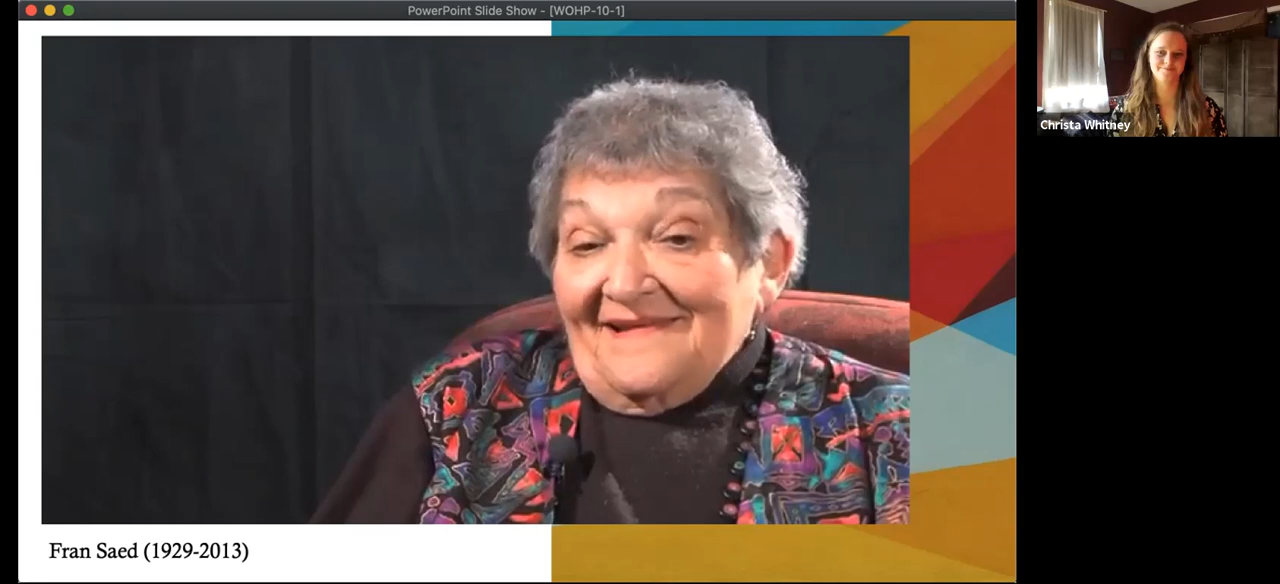 PowerPoint Slide Show - [WOHP-10-1]
Christa Whitney
Fran Saed (1929-2013)